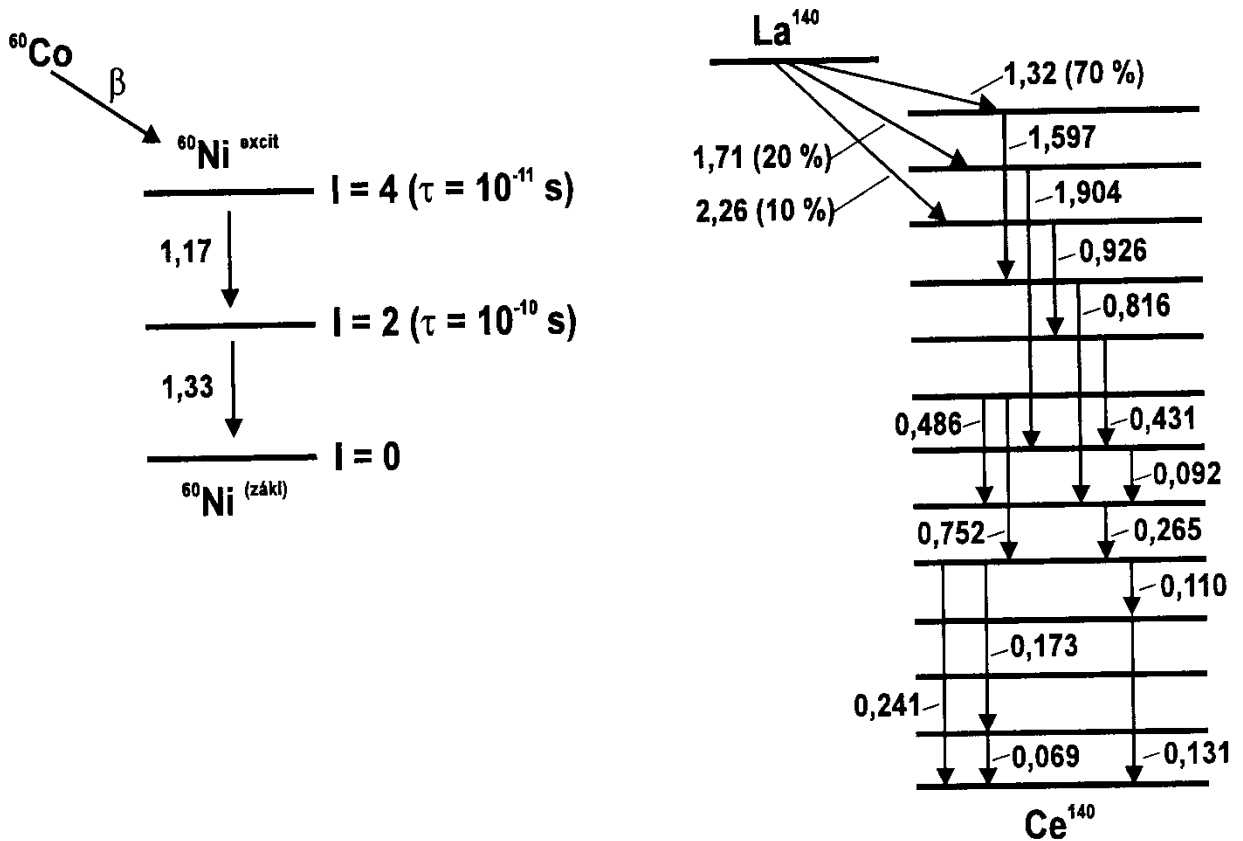 ⁶⁰Co
β
⁶⁰Ni excit
I = 4 (τ = 10⁻¹¹ s)
1,17
I = 2 (τ = 10⁻¹⁰ s)
1,33
I = 0
⁶⁰Ni (zákl)
La¹⁴⁰
1,32 (70 %)
1,71 (20 %)
2,26 (10 %)
1,597
1,904
0,926
0,816
0,486
0,431
0,092
0,752
0,265
0,110
0,173
0,241
0,069
0,131
Ce¹⁴⁰